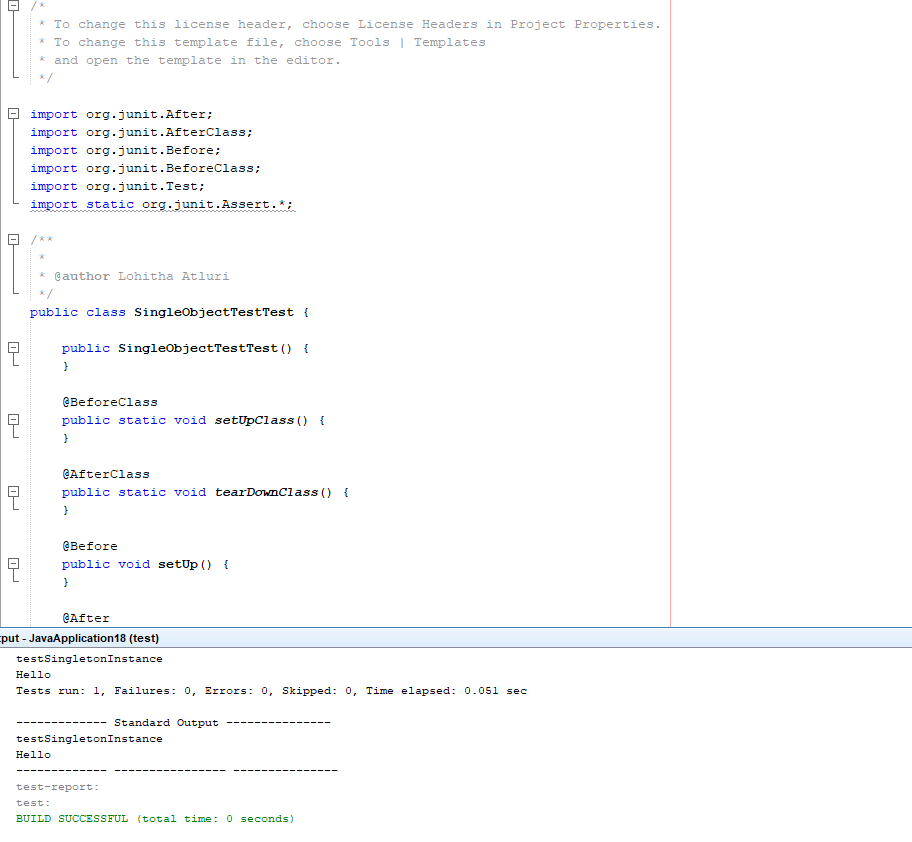 /*
 * To change this license header, choose License Headers in Project Properties.
 * To change this template file, choose Tools | Templates
 * and open the template in the editor.
 */
import org.junit.After;
import org.junit.AfterClass;
import org.junit.Before;
import org.junit.BeforeClass;
import org.junit.Test;
import static org.junit.Assert.*;
/**
 *
 * @author Lohitha Atluri
 */
public class SingleObjectTestTest {
    public SingleObjectTestTest() {
    }
    @BeforeClass
    public static void setUpClass() {
    }
    @AfterClass
    public static void tearDownClass() {
    }
    @Before
    public void setUp() {
    }
    @After
put - JavaApplication18 (test)
testSingletonInstance
Hello
Tests run: 1, Failures: 0, Errors: 0, Skipped: 0, Time elapsed: 0.051 sec
------------- Standard Output ---------------
testSingletonInstance
Hello
------------- ---------------- ---------------
test-report:
test:
BUILD SUCCESSFUL (total time: 0 seconds)